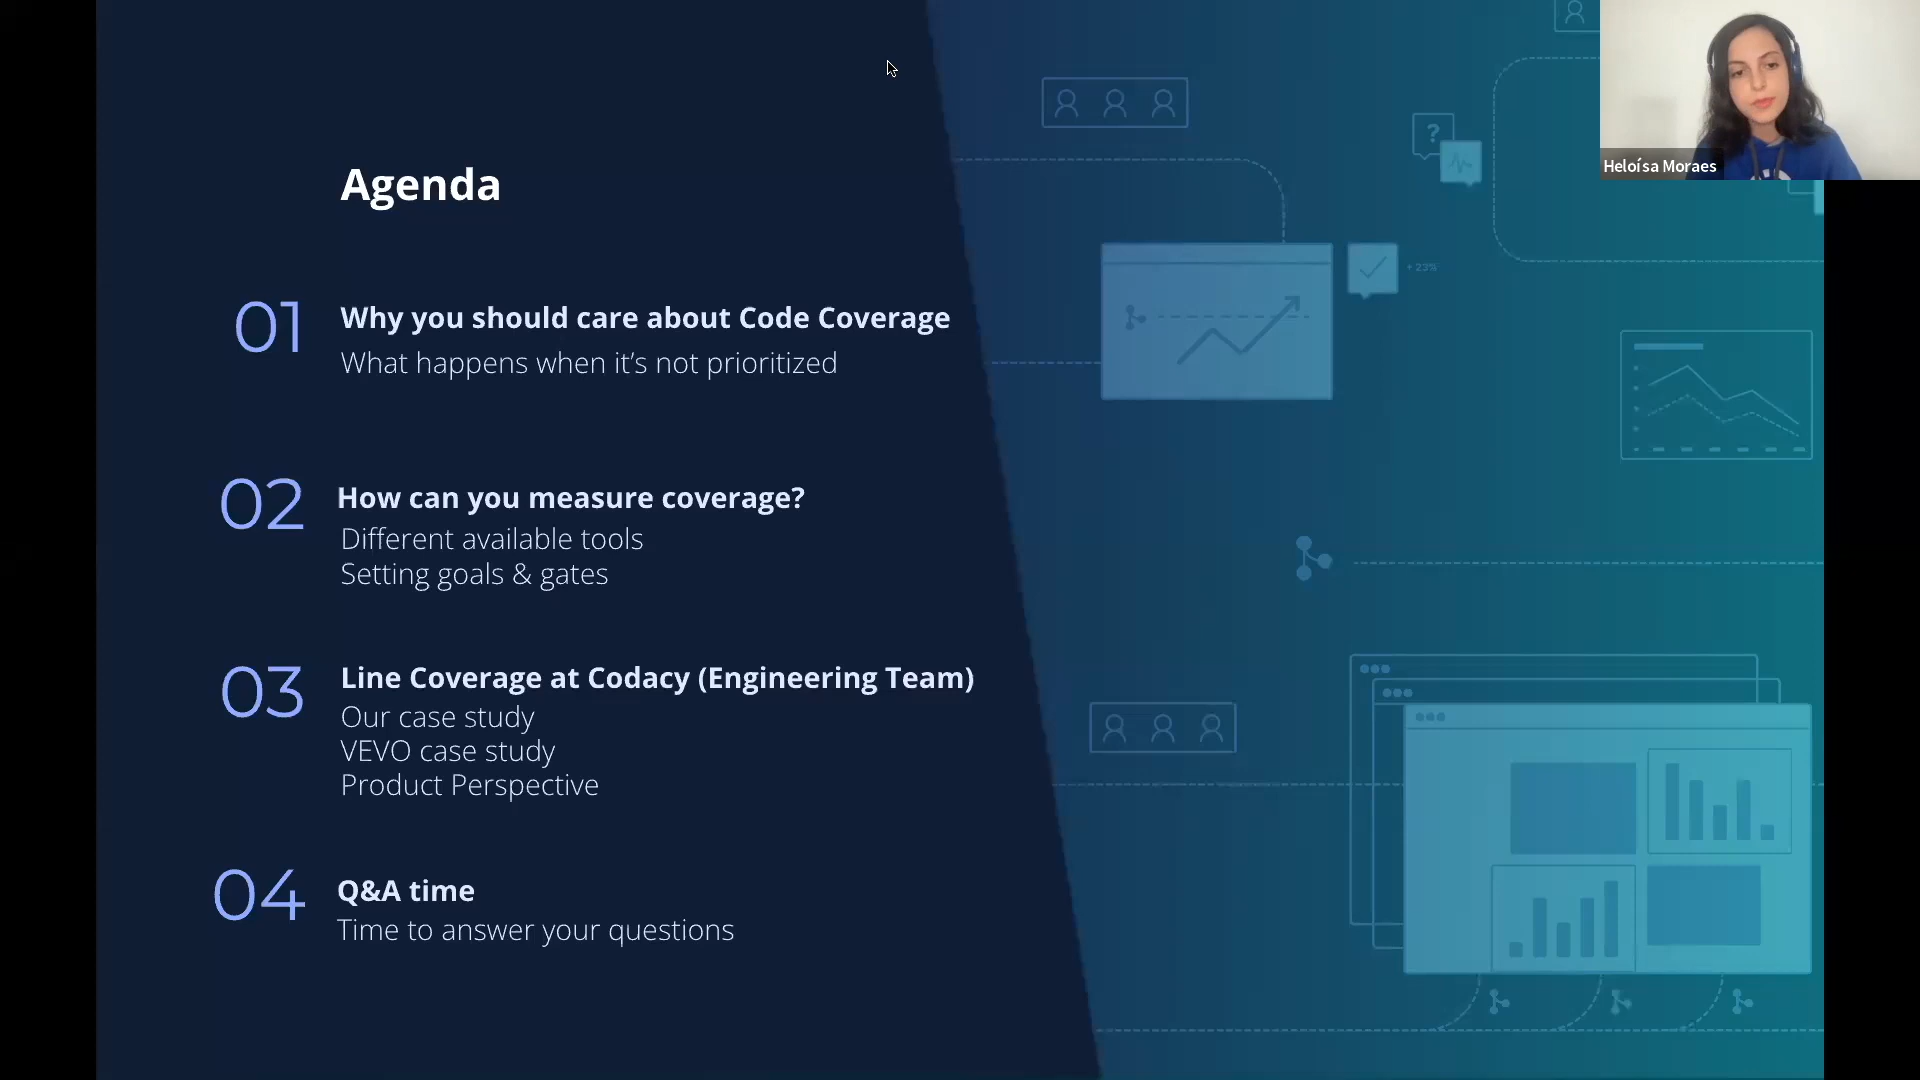 Agenda
01
Why you should care about Code Coverage
What happens when it’s not prioritized
02
How can you measure coverage?
Different available tools
Setting goals & gates
03
Line Coverage at Codacy (Engineering Team)
Our case study
VEVO case study
Product Perspective
04
Q&A time
Time to answer your questions
?
+ 23%
Heloísa Moraes